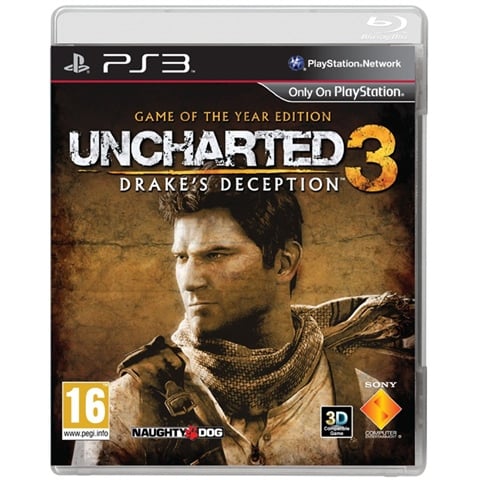 Blu-ray Disc
PS3
PlayStation®Network
Only On PlayStation®
GAME OF THE YEAR EDITION
UNCHARTED 3
DRAKE'S DECEPTION™
16
www.pegi.info
NAUGHTY DOG
3D
Compatible
Game
SONY
COMPUTER
ENTERTAINMENT